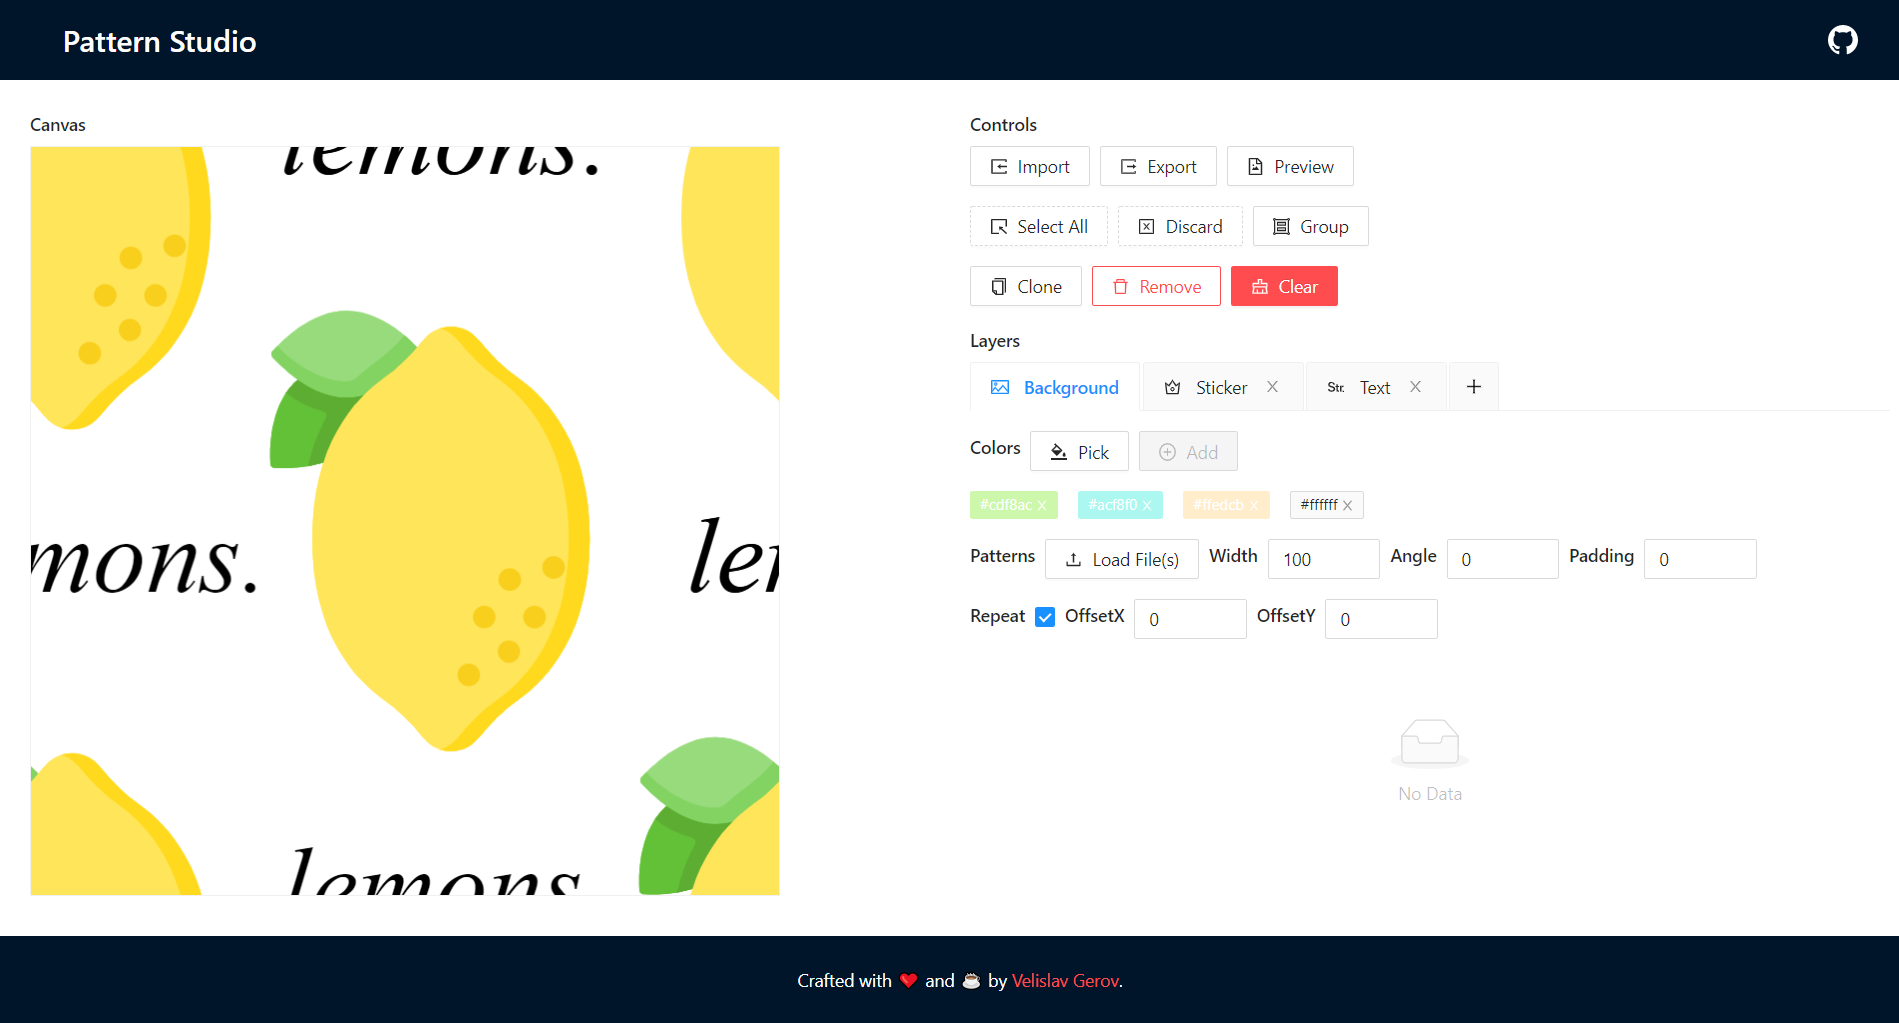 Pattern Studio
Canvas
lemons.
mons.
lemons
Controls
Import Export Preview
Select All Discard Group
Clone Remove Clear
Layers
Background Sticker X Str. Text X +
Colors Pick Add
#cdf8ac X #acf8f0 X #ffedcb X #ffffff X
Patterns Load File(s) Width 100 Angle 0 Padding 0
Repeat OffsetX 0 OffsetY 0
No Data
Crafted with ❤️ and ☕ by Velislav Gerov.